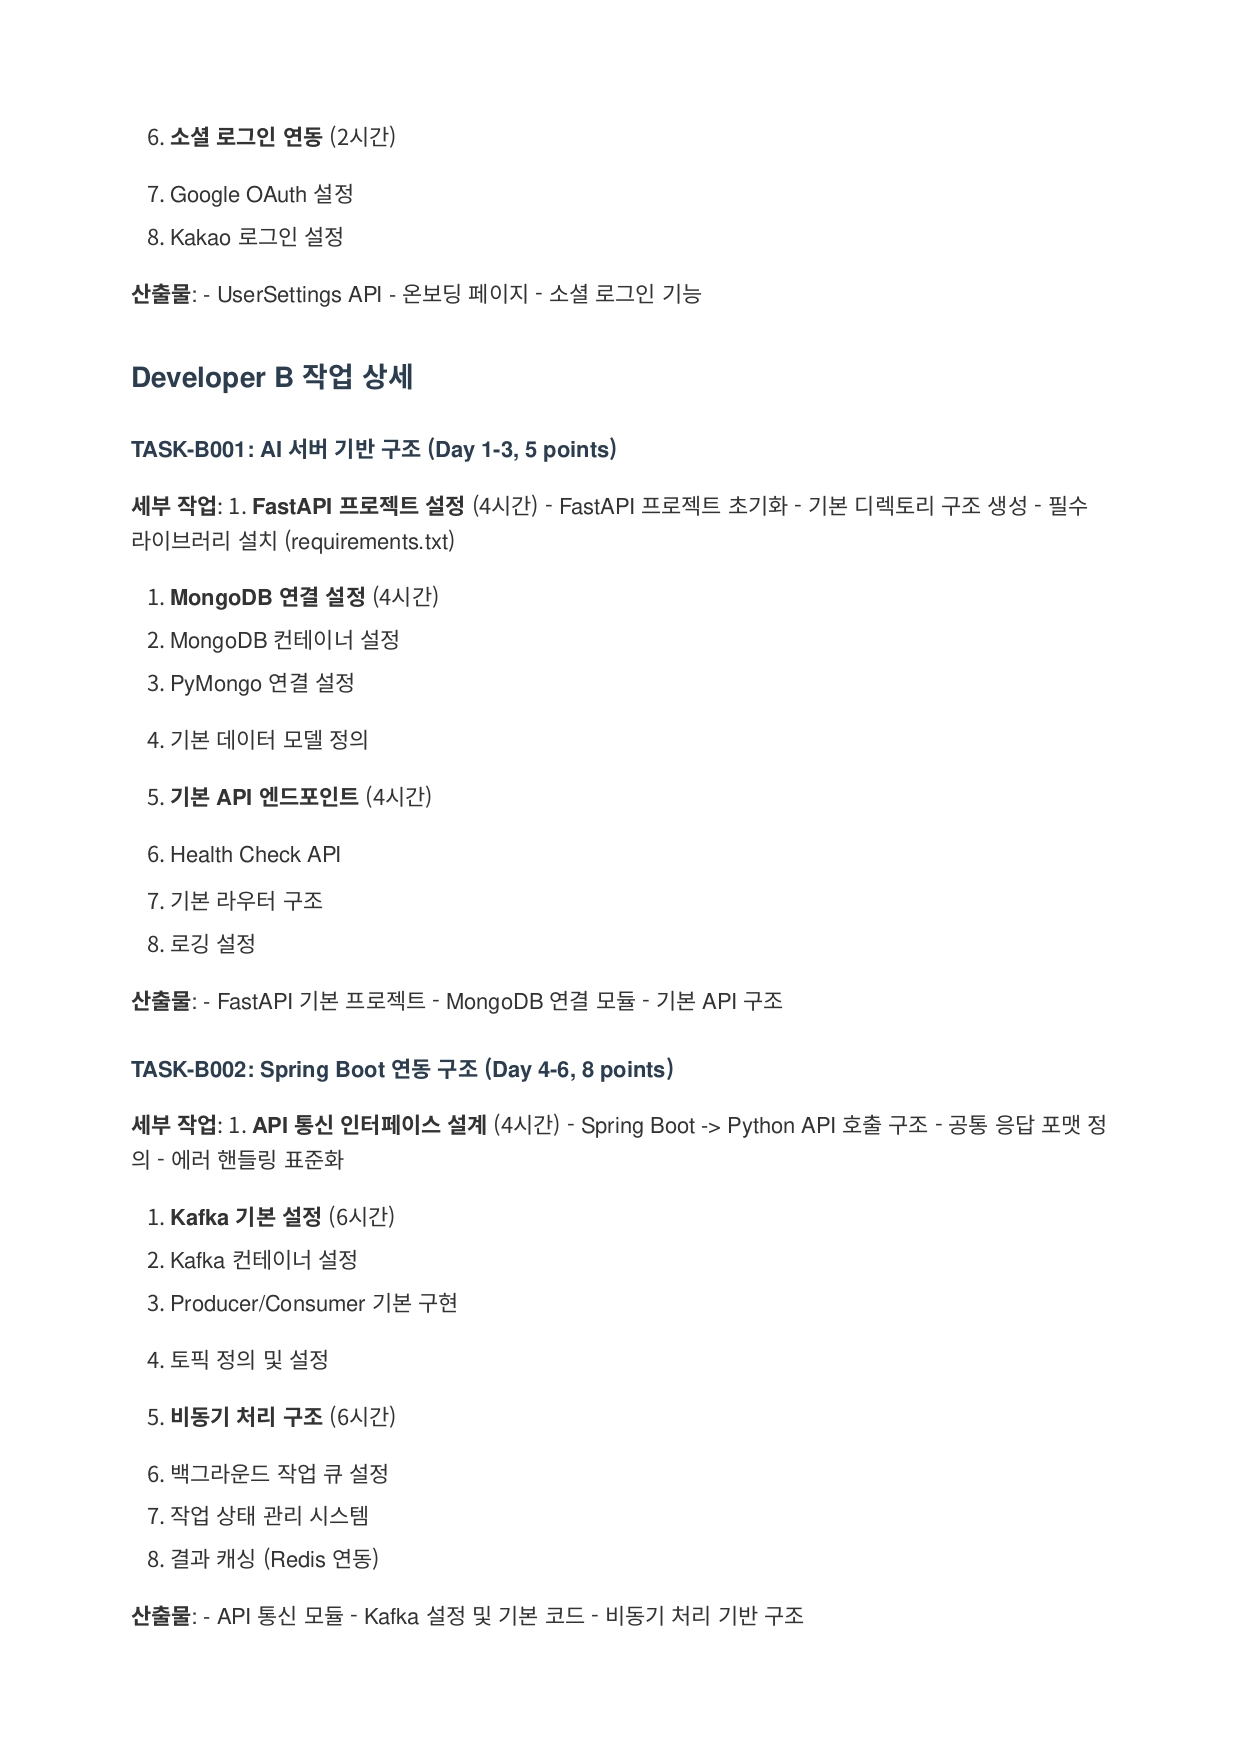 6. 소셜 로그인 연동 (2시간)
7. Google OAuth 설정
8. Kakao 로그인 설정
산출물: - UserSettings API - 온보딩 페이지 - 소셜 로그인 기능
Developer B 작업 상세
TASK-B001: AI 서버 기반 구조 (Day 1-3, 5 points)
세부 작업: 1. FastAPI 프로젝트 설정 (4시간) - FastAPI 프로젝트 초기화 - 기본 디렉토리 구조 생성 - 필수
라이브러리 설치 (requirements.txt)
1. MongoDB 연결 설정 (4시간)
2. MongoDB 컨테이너 설정
3. PyMongo 연결 설정
4. 기본 데이터 모델 정의
5. 기본 API 엔드포인트 (4시간)
6. Health Check API
7. 기본 라우터 구조
8. 로깅 설정
산출물: - FastAPI 기본 프로젝트 - MongoDB 연결 모듈 - 기본 API 구조
TASK-B002: Spring Boot 연동 구조 (Day 4-6, 8 points)
세부 작업: 1. API 통신 인터페이스 설계 (4시간) - Spring Boot -> Python API 호출 구조 - 공통 응답 포맷 정
의 - 에러 핸들링 표준화
1. Kafka 기본 설정 (6시간)
2. Kafka 컨테이너 설정
3. Producer/Consumer 기본 구현
4. 토픽 정의 및 설정
5. 비동기 처리 구조 (6시간)
6. 백그라운드 작업 큐 설정
7. 작업 상태 관리 시스템
8. 결과 캐싱 (Redis 연동)
산출물: - API 통신 모듈 - Kafka 설정 및 기본 코드 - 비동기 처리 기반 구조